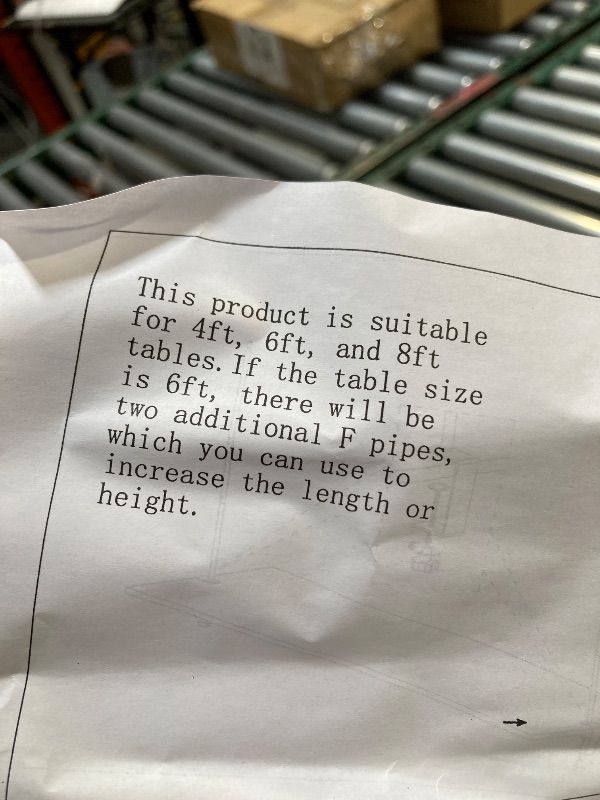 This product is suitable
for 4ft, 6ft, and 8ft
tables. If the table size
is 6ft, there will be
two additional F pipes,
which you can use to
increase the length or
height.